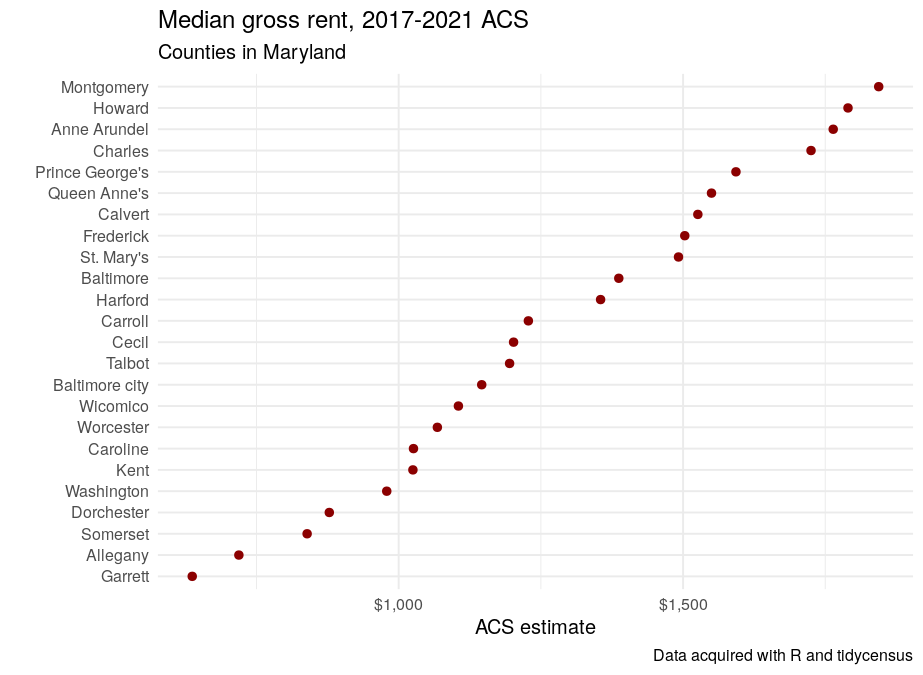 Median gross rent, 2017-2021 ACS
Counties in Maryland
Montgomery
Howard
Anne Arundel
Charles
Prince George's
Queen Anne's
Calvert
Frederick
St. Mary's
Baltimore
Harford
Carroll
Cecil
Talbot
Baltimore city
Wicomico
Worcester
Caroline
Kent
Washington
Dorchester
Somerset
Allegany
Garrett
$1,000
$1,500
ACS estimate
Data acquired with R and tidycensus